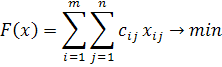 F(x) = ∑_{i=1}^{m} ∑_{j=1}^{n} c_{ij} x_{ij} → min